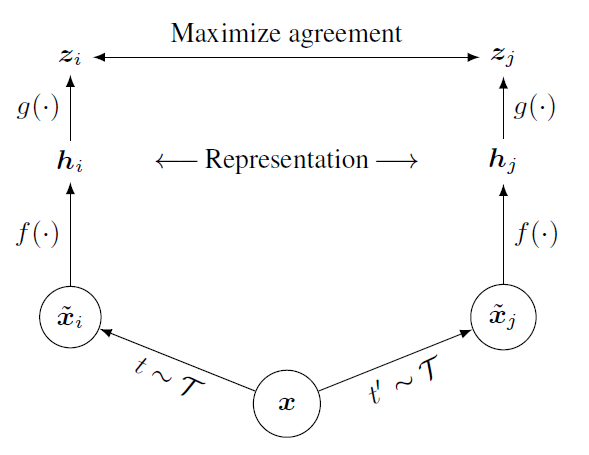 Maximize agreement
z_i z_j
g(·) g(·)
h_i ← Representation → h_j
f(·) f(·)
x̃_i x̃_j
t ∼ 𝒯 t′ ∼ 𝒯
x